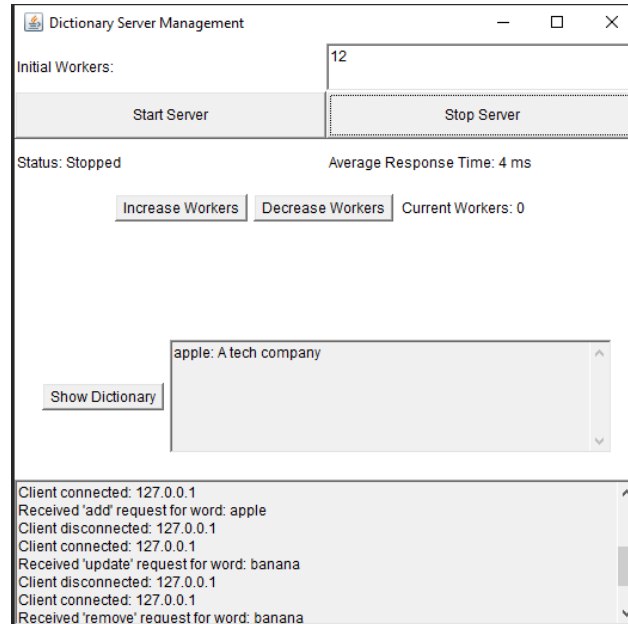 Dictionary Server Management
Initial Workers:
12
Start Server
Stop Server
Status: Stopped
Average Response Time: 4 ms
Increase Workers
Decrease Workers
Current Workers: 0
Show Dictionary
apple: A tech company
Client connected: 127.0.0.1
Received 'add' request for word: apple
Client disconnected: 127.0.0.1
Client connected: 127.0.0.1
Received 'update' request for word: banana
Client disconnected: 127.0.0.1
Client connected: 127.0.0.1
Received 'remove' request for word: banana